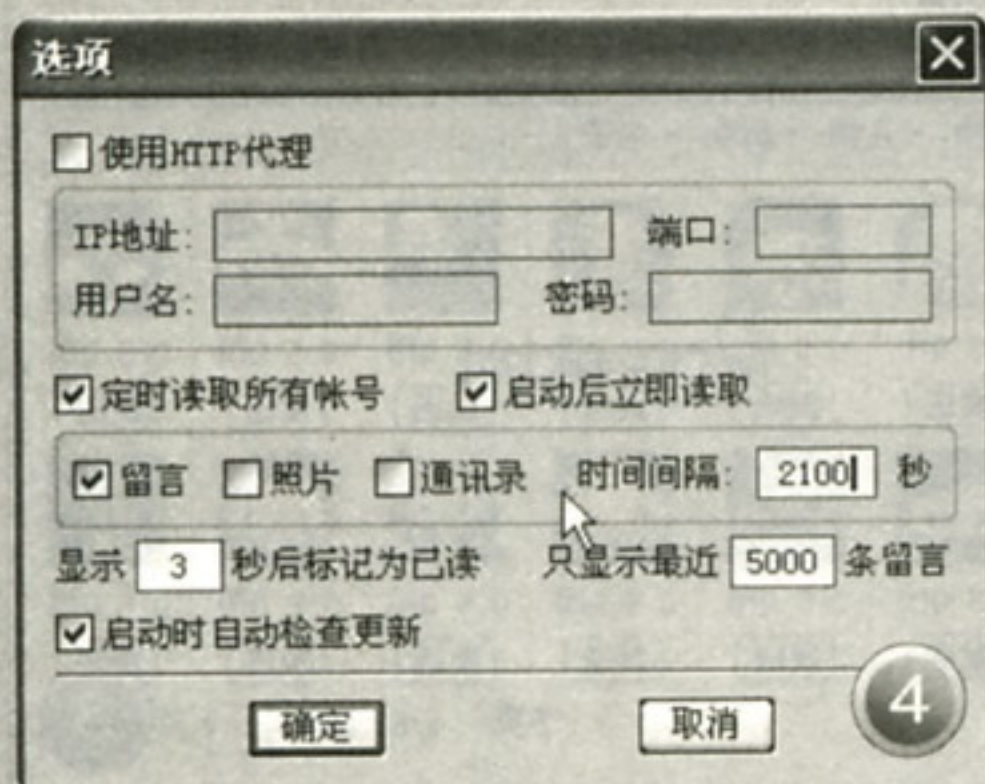 选项
使用HTTP代理
IP地址: 端口:
用户名: 密码:
定时读取所有帐号 启动后立即读取
留言 照片 通讯录 时间间隔: 2100 秒
显示 3 秒后标记为已读 只显示最近 5000 条留言
启动时自动检查更新
确定 取消 4